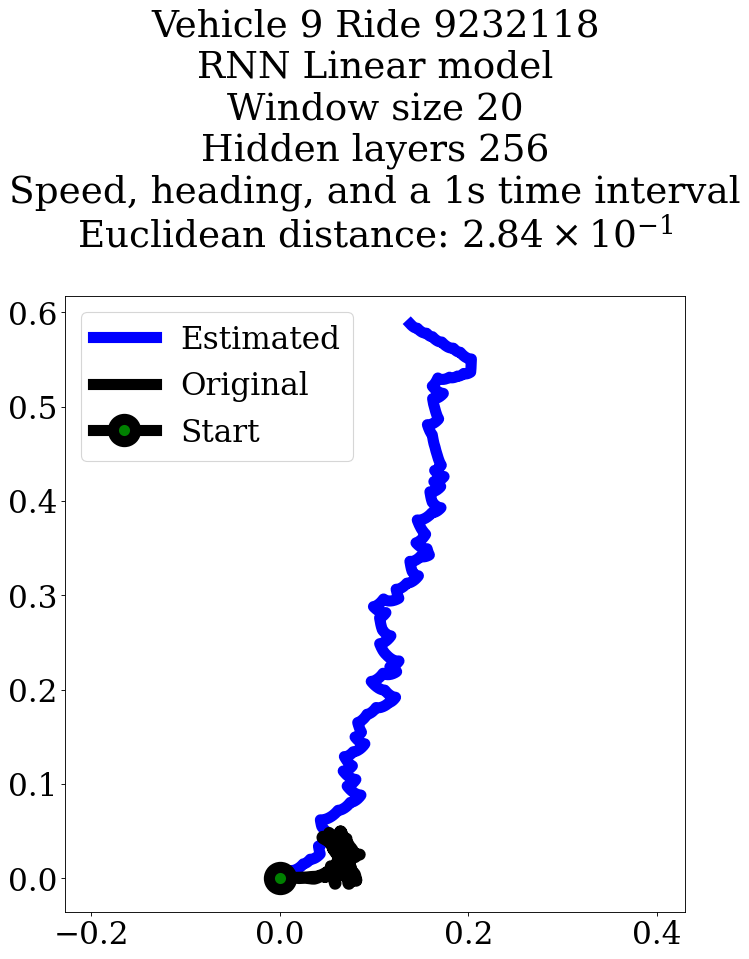 Vehicle 9 Ride 9232118
RNN Linear model
Window size 20
Hidden layers 256
Speed, heading, and a 1s time interval
Euclidean distance: 2.84 × 10⁻¹
Estimated
Original
Start
0.6
0.5
0.4
0.3
0.2
0.1
0.0
−0.2 0.0 0.2 0.4